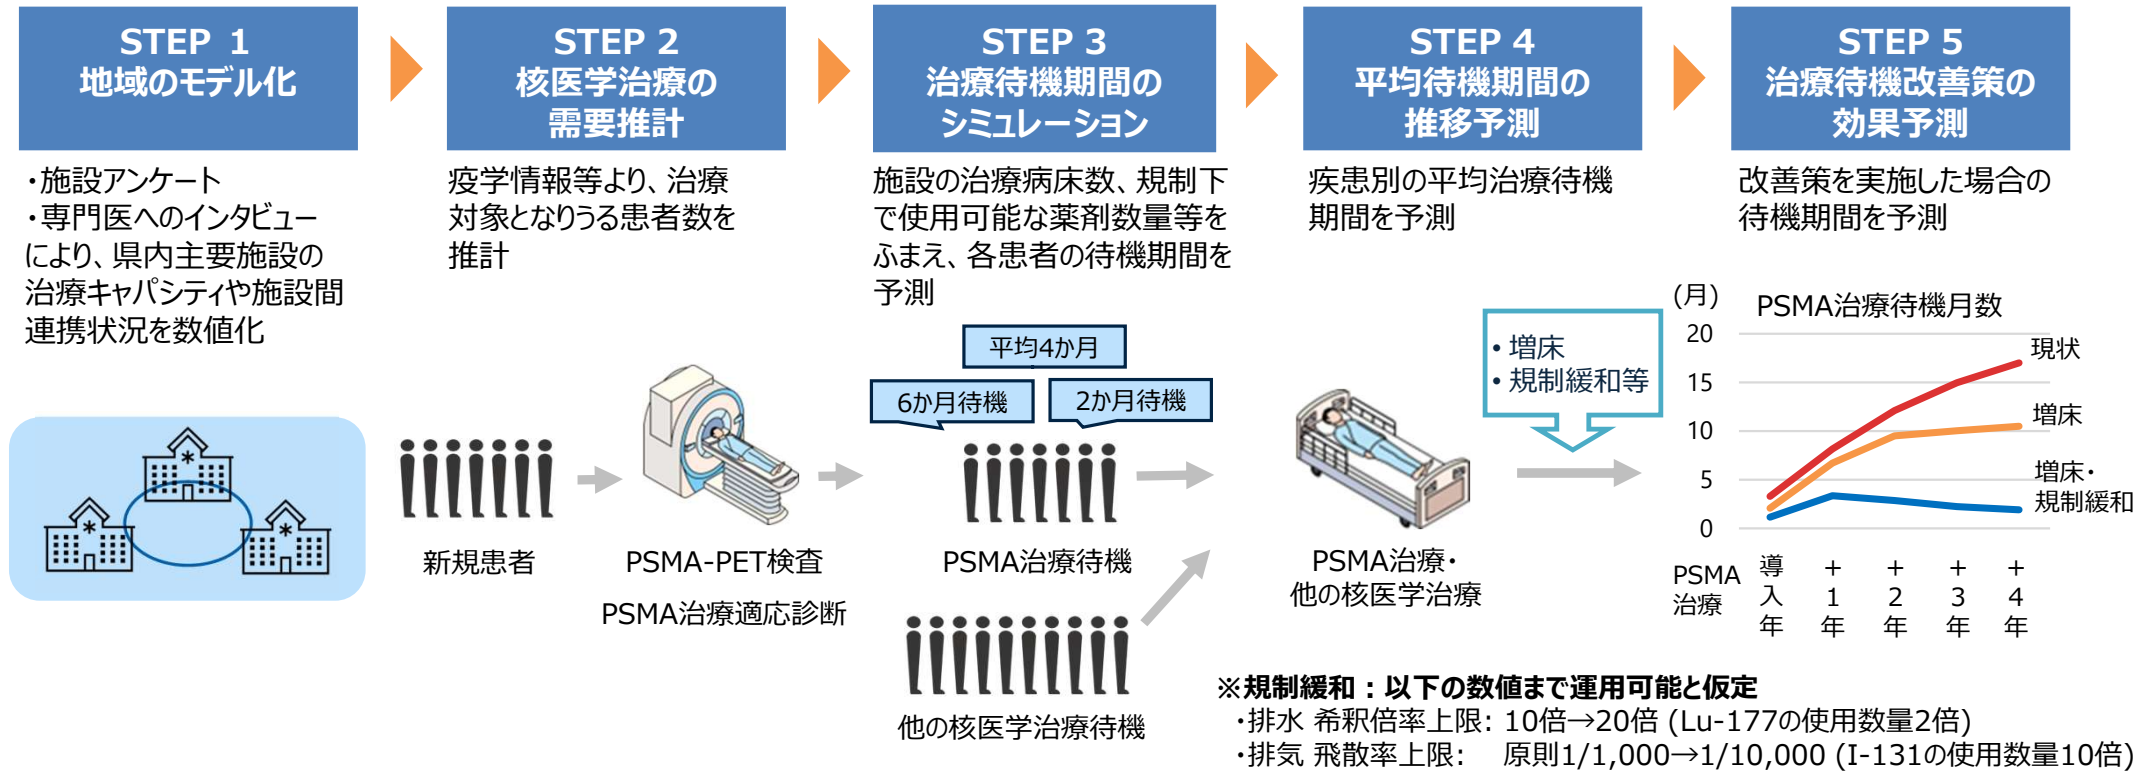 STEP 1
地域のモデル化
STEP 2
核医学治療の
需要推計
STEP 3
治療待機期間の
シミュレーション
STEP 4
平均待機期間の
推移予測
STEP 5
治療待機改善策の
効果予測
・施設アンケート
・専門医へのインタビュー
により、県内主要施設の
治療キャパシティや施設間
連携状況を数値化
疫学情報等より、治療
対象となりうる患者数を
推計
施設の治療病床数、規制下
で使用可能な薬剤数量等を
ふまえ、各患者の待機期間を
予測
疾患別の平均治療待機
期間を予測
改善策を実施した場合の
待機期間を予測
平均4か月
6か月待機
2か月待機
新規患者
PSMA-PET検査
PSMA治療適応診断
PSMA治療待機
他の核医学治療待機
PSMA治療・
他の核医学治療
・増床
・規制緩和等
(月)
PSMA治療待機月数
20
15
10
5
0
現状
増床
増床・
規制緩和
PSMA
治療
導入年
+1年
+2年
+3年
+4年
※規制緩和：以下の数値まで運用可能と仮定
・排水 希釈倍率上限: 10倍→20倍 (Lu-177の使用数量2倍)
・排気 飛散率上限: 原則1/1,000→1/10,000 (I-131の使用数量10倍)